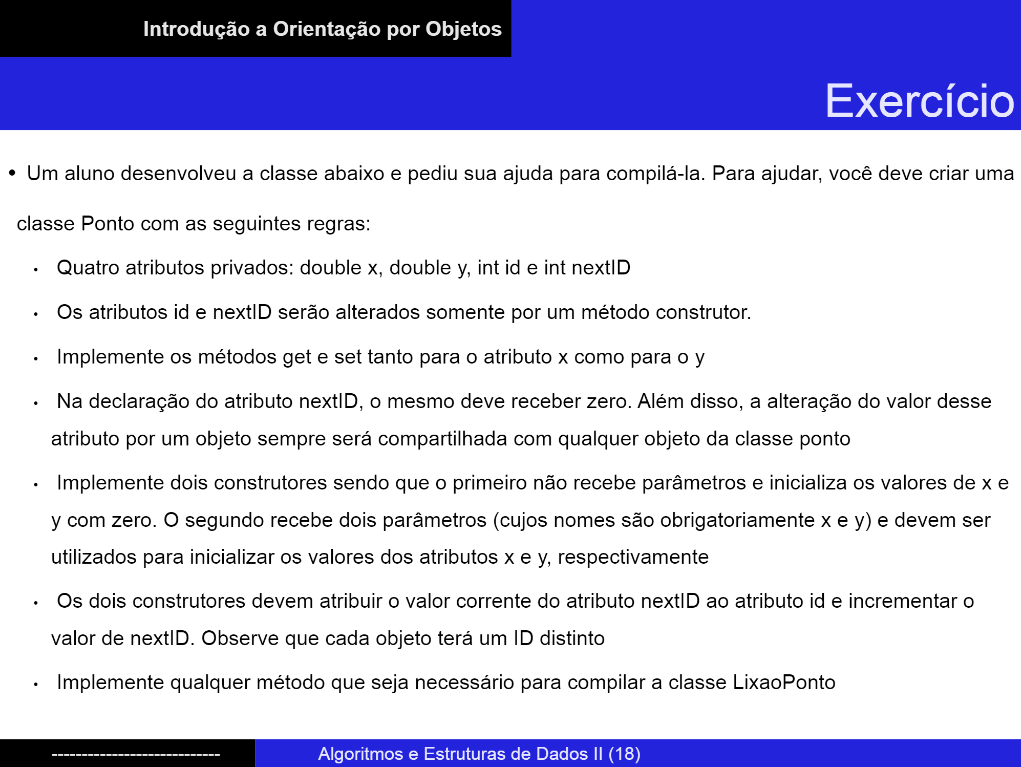 Introdução a Orientação por Objetos
Exercício
• Um aluno desenvolveu a classe abaixo e pediu sua ajuda para compilá-la. Para ajudar, você deve criar uma
classe Ponto com as seguintes regras:
• Quatro atributos privados: double x, double y, int id e int nextID
• Os atributos id e nextID serão alterados somente por um método construtor.
• Implemente os métodos get e set tanto para o atributo x como para o y
• Na declaração do atributo nextID, o mesmo deve receber zero. Além disso, a alteração do valor desse
atributo por um objeto sempre será compartilhada com qualquer objeto da classe ponto
• Implemente dois construtores sendo que o primeiro não recebe parâmetros e inicializa os valores de x e
y com zero. O segundo recebe dois parâmetros (cujos nomes são obrigatoriamente x e y) e devem ser
utilizados para inicializar os valores dos atributos x e y, respectivamente
• Os dois construtores devem atribuir o valor corrente do atributo nextID ao atributo id e incrementar o
valor de nextID. Observe que cada objeto terá um ID distinto
• Implemente qualquer método que seja necessário para compilar a classe LixaoPonto
----------------------------
Algoritmos e Estruturas de Dados II (18)